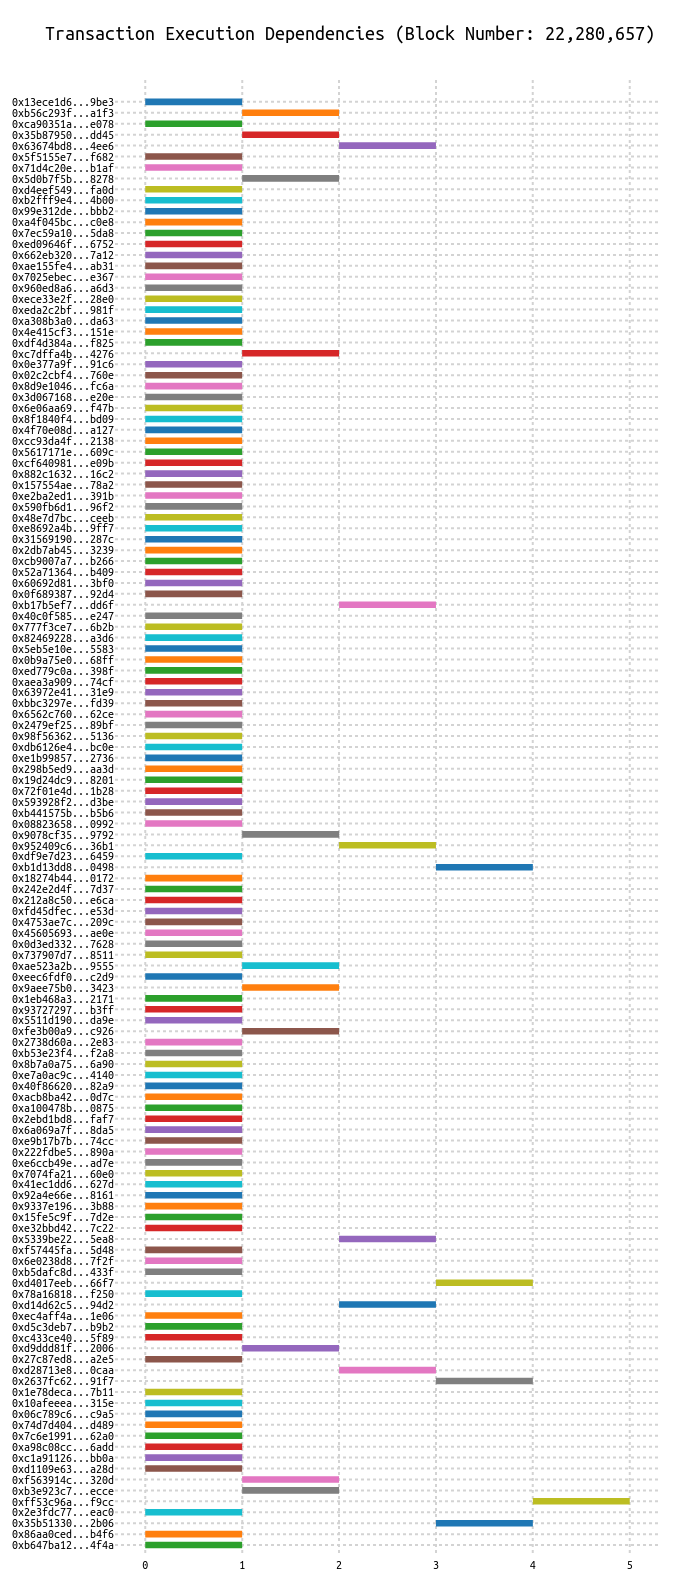 Transaction Execution Dependencies (Block Number: 22,280,657)
0x13ece1d6...9be3
0xb56c293f...a1f3
0xca90351a...e078
0x35b87950...dd45
0x63674bd8...4ee6
0x5f5155e7...f682
0x71d4c20e...b1af
0x5d0b7f5b...8278
0xd4eef549...fa0d
0xb2fff9e4...4b00
0x99e312de...bbb2
0xa4f045bc...c0e8
0x7ec59a10...5da8
0xed09646f...6752
0x662eb320...7a12
0xae155fe4...ab31
0x7025ebec...e367
0x960ed8a6...a6d3
0xece33e2f...28e0
0xeda2c2bf...981f
0xa308b3a0...da63
0x4e415cf3...151e
0xdf4d384a...f825
0xc7dffa4b...4276
0x0e377a9f...91c6
0x02c2cbf4...760e
0x8d9e1046...fc6a
0x3d067168...e20e
0x6e06aa69...f47b
0x8f1840f4...bd09
0x4f70e08d...a127
0xcc93da4f...2138
0x5617171e...609c
0xcf640981...e09b
0x882c1632...16c2
0x157554ae...78a2
0xe2ba2ed1...391b
0x590fb6d1...96f2
0x48e7d7bc...ceeb
0xe8692a4b...9ff7
0x31569190...287c
0x2db7ab45...3239
0xcb9007a7...b266
0x52a71364...b409
0x60692d81...3bf0
0x0f689387...92d4
0xb17b5ef7...dd6f
0x40c0f585...e247
0x777f3ce7...6b2b
0x82469228...a3d6
0x5eb5e10e...5583
0x0b9a75e0...68ff
0xed779c0a...398f
0xaea3a909...74cf
0x63972e41...31e9
0xbbc3297e...fd39
0x6562c760...62ce
0x2479ef25...89bf
0x98f56362...5136
0xdb6126e4...bc0e
0xe1b99857...2736
0x298b5ed9...aa3d
0x19d24dc9...8201
0x72f01e4d...1b28
0x593928f2...d3be
0xb441575b...b5b6
0x08823658...0992
0x9078cf35...9792
0x952409c6...36b1
0xdf9e7d23...6459
0xb1d13dd8...0498
0x18274b44...0172
0x242e2d4f...7d37
0x212a8c50...e6ca
0xfd45dfec...e53d
0x4753ae7c...209c
0x45605693...ae0e
0x0d3ed332...7628
0x737907d7...8511
0xae523a2b...9555
0xeec6fdf0...c2d9
0x9aee75b0...3423
0x1eb468a3...2171
0x93727297...b3ff
0x5511d190...da9e
0xfe3b00a9...c926
0x2738d60a...2e83
0xb53e23f4...f2a8
0x8b7a0a75...6a90
0xe7a0ac9c...4140
0x40f86620...82a9
0xacb8ba42...0d7c
0xa100478b...0875
0x2ebd1bd8...faf7
0x6a069a7f...8da5
0xe9b17b7b...74cc
0x222fdbe5...890a
0xe6ccb49e...ad7e
0x7074fa21...60e0
0x41ec1dd6...627d
0x92a4e66e...8161
0x9337e196...3b88
0x15fe5c9f...7d2e
0xe32bbd42...7c22
0x5339be22...5ea8
0xf57445fa...5d48
0x6e0238d8...7f2f
0xb5dafc8d...433f
0xd4017eeb...66f7
0x78a16818...f250
0xd14d62c5...94d2
0xec4aff4a...1e06
0xd5c3deb7...b9b2
0xc433ce40...5f89
0xd9ddd81f...2006
0x27c87ed8...a2e5
0xd28713e8...0caa
0x2637fc62...91f7
0x1e78deca...7b11
0x10afeeea...315e
0x06c789c6...c9a5
0x74d7d404...d489
0x7c6e1991...62a0
0xa98c08cc...6add
0xc1a91126...bb0a
0xd1109e63...a28d
0xf563914c...320d
0xb3e923c7...ecce
0xff53c96a...f9cc
0x2e3fdc77...eac0
0x35b51330...2b06
0x86aa0ced...b4f6
0xb647ba12...4f4a
0 1 2 3 4 5